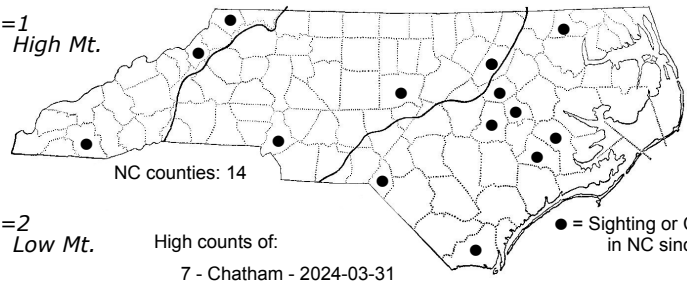 =1
High Mt.
NC counties: 14
=2
Low Mt.
High counts of:
7 - Chatham - 2024-03-31
● = Sighting or
in NC